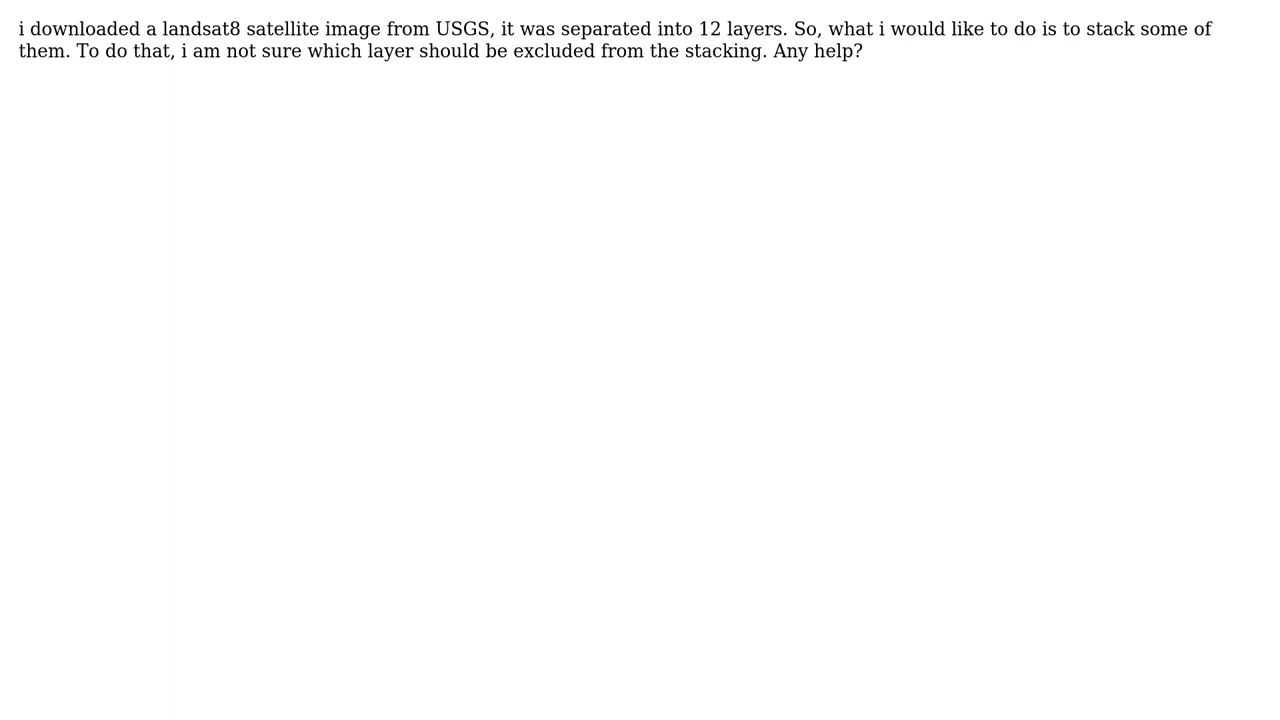 i downloaded a landsat8 satellite image from USGS, it was separated into 12 layers. So, what i would like to do is to stack some of
them. To do that, i am not sure which layer should be excluded from the stacking. Any help?